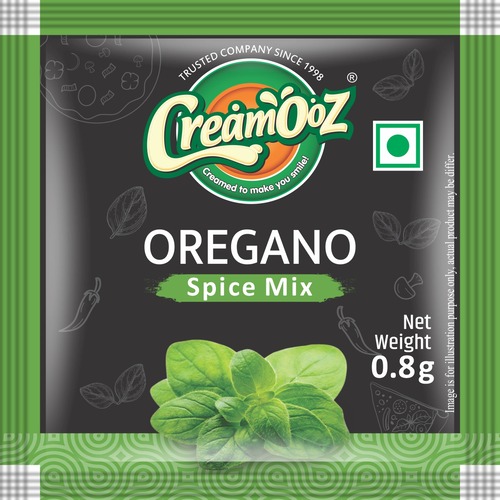 TRUSTED COMPANY SINCE 1998
CreamOoZ ®
Creamed to make you smile!
OREGANO
Spice Mix
Net
Weight
0.8g
Image is for illustration purpose only, actual product may be differ.